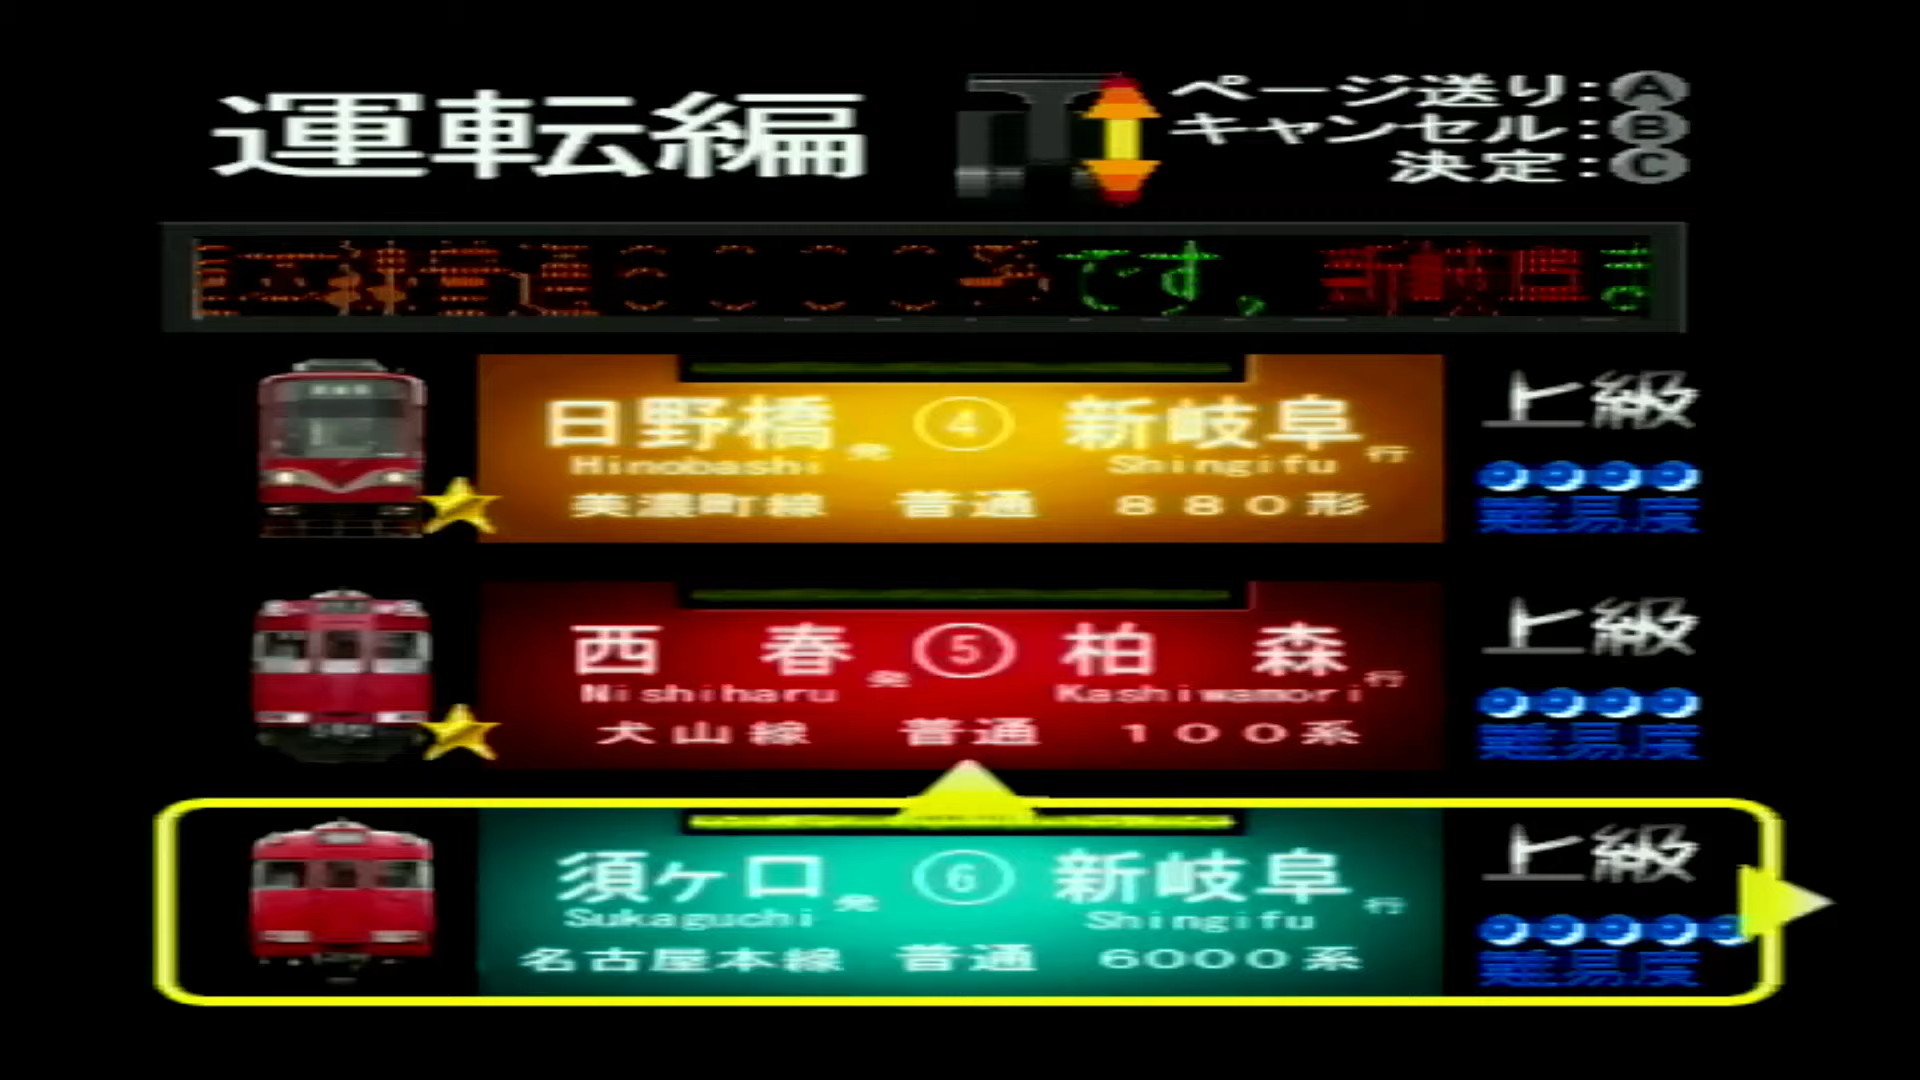 運転編
ページ送り:A
キャンセル:B
決定:C
です。
日野橋発 ④ 新岐阜行
Hinobashi Shingifu
美濃町線 普通 880形
上級
難易度
西春発 ⑤ 柏森行
Nishiharu Kashiwamori
犬山線 普通 100系
上級
難易度
須ヶ口発 ⑥ 新岐阜行
Sukaguchi Shingifu
名古屋本線 普通 6000系
上級
難易度